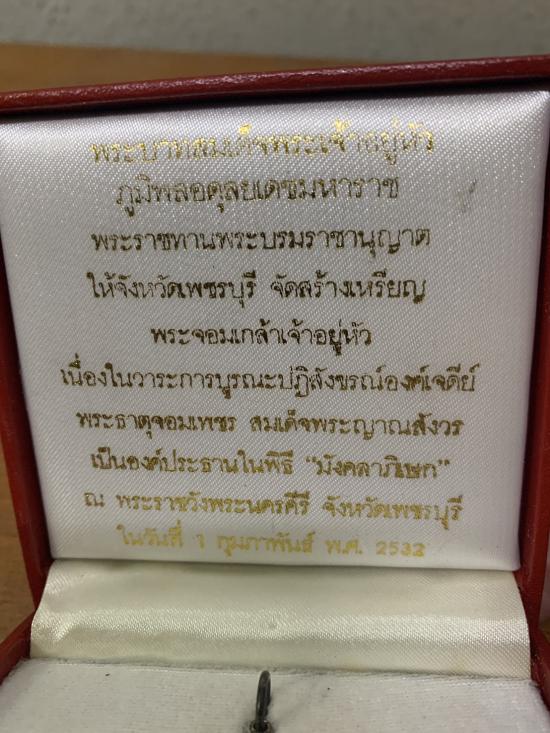 พระบาทสมเด็จพระเจ้าอยู่หัว
ภูมิพลอดุลยเดชมหาราช
พระราชทานพระบรมราชานุญาต
ให้จังหวัดเพชรบุรี จัดสร้างเหรียญ
พระจอมเกล้าเจ้าอยู่หัว
เนื่องในวาระการบูรณะปฏิสังขรณ์องค์เจดีย์
พระธาตุจอมเพชร สมเด็จพระญาณสังวร
เป็นองค์ประธานในพิธี "มังคลาภิเษก"
ณ พระราชวังพระนครคีรี จังหวัดเพชรบุรี
ในวันที่ 1 กุมภาพันธ์ พ.ศ. 2532